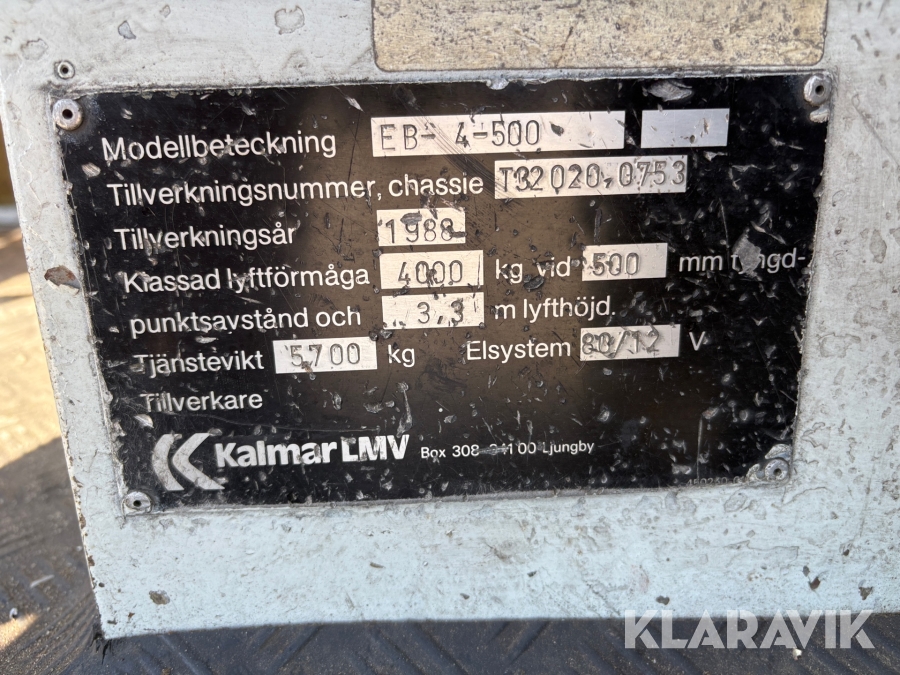 Modellbeteckning EB- 4-500
Tillverkningsnummer, chassie T32020,0753
Tillverkningsår 1988
Klassad lyftförmåga 4000 kg vid 500 mm tyngd-
punktsavstånd och 3,3 m lyfthöjd.
Tjänstevikt 5700 kg Elsystem 80/12 V
Tillverkare
Kalmar LMV Box 308 Ljungby
KLARAVIK